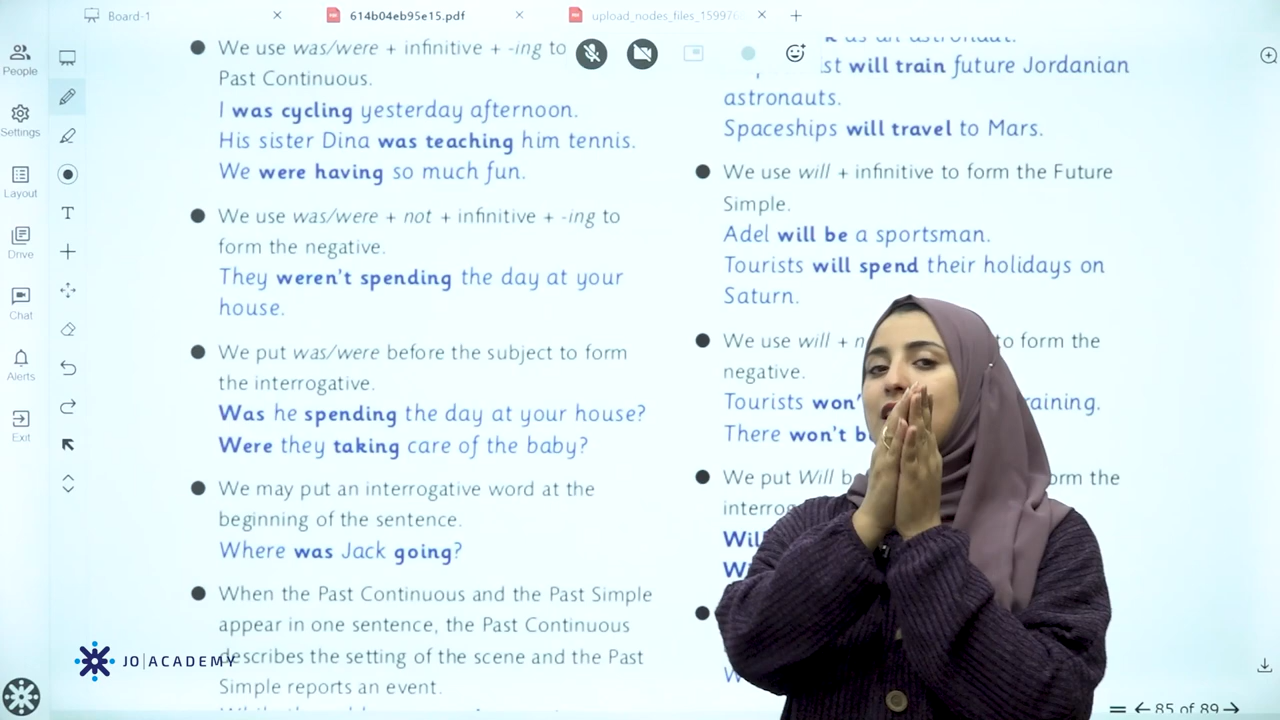 Board-1
614b04eb95e15.pdf
upload_nodes_files_15997
People
Settings
Layout
Drive
Chat
Alerts
Exit
We use was/were + infinitive + -ing to
Past Continuous.
I was cycling yesterday afternoon.
His sister Dina was teaching him tennis.
We were having so much fun.
We use was/were + not + infinitive + -ing to
form the negative.
They weren't spending the day at your
house.
We put was/were before the subject to form
the interrogative.
Was he spending the day at your house?
Were they taking care of the baby?
We may put an interrogative word at the
beginning of the sentence.
Where was Jack going?
When the Past Continuous and the Past Simple
appear in one sentence, the Past Continuous
describes the setting of the scene and the Past
Simple reports an event.
as an astronaut.
will train future Jordanian
astronauts.
Spaceships will travel to Mars.
We use will + infinitive to form the Future
Simple.
Adel will be a sportsman.
Tourists will spend their holidays on
Saturn.
We use will + to form the
negative.
Tourists
There won't
We put Will the
JO ACADEMY
85 of 89